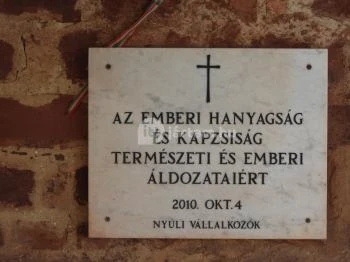 AZ EMBERI HANYAGSÁG
ÉS KAPZSISÁG
TERMÉSZETI ÉS EMBERI
ÁLDOZATAIÉRT
2010. OKT. 4
NYÚLI VÁLLALKOZÓK